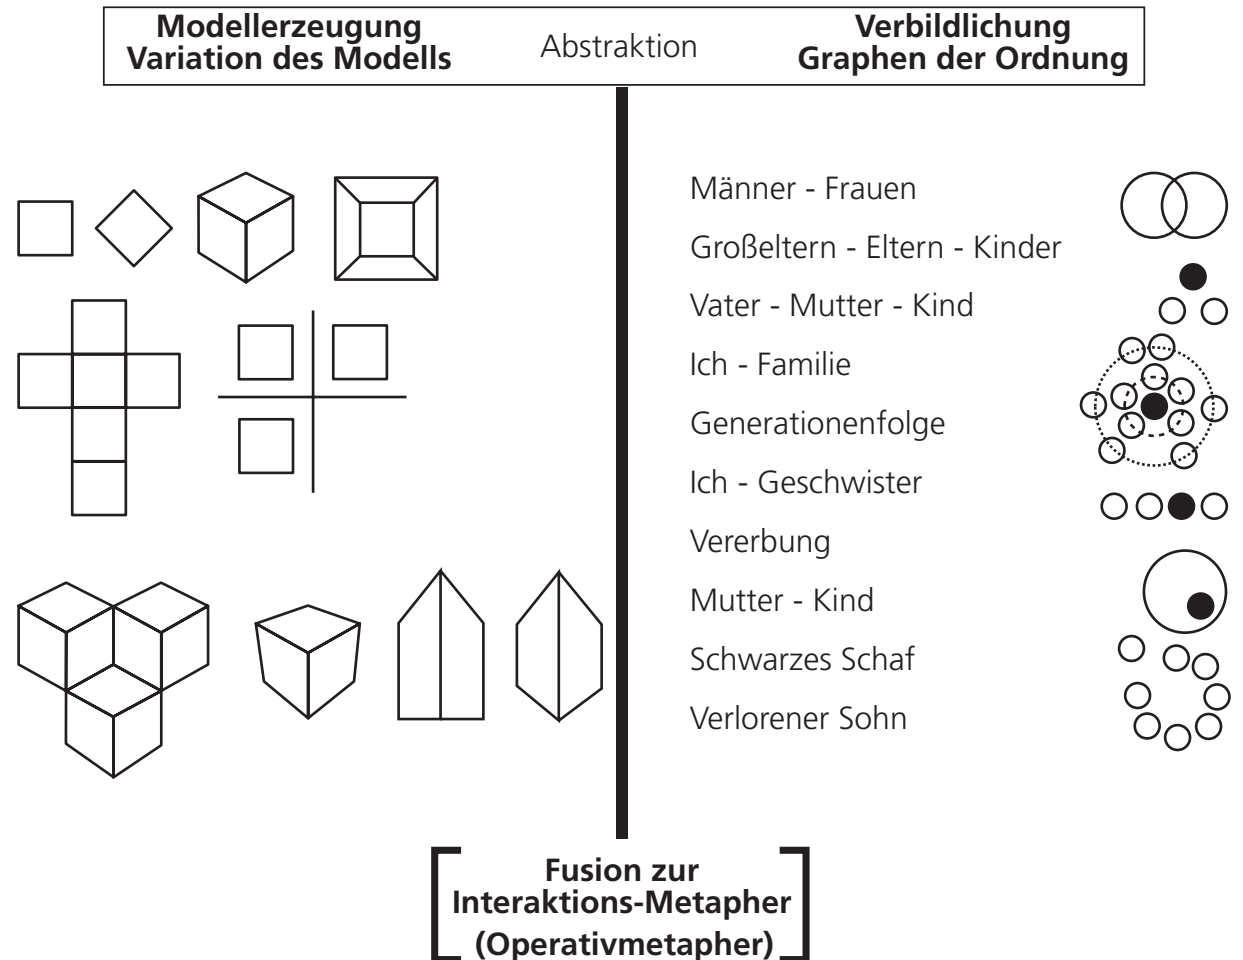 Modellerzeugung
Variation des Modells
Abstraktion
Verbildlichung
Graphen der Ordnung
Männer - Frauen
Großeltern - Eltern - Kinder
Vater - Mutter - Kind
Ich - Familie
Generationenfolge
Ich - Geschwister
Vererbung
Mutter - Kind
Schwarzes Schaf
Verlorener Sohn
Fusion zur
Interaktions-Metapher
(Operativmetapher)